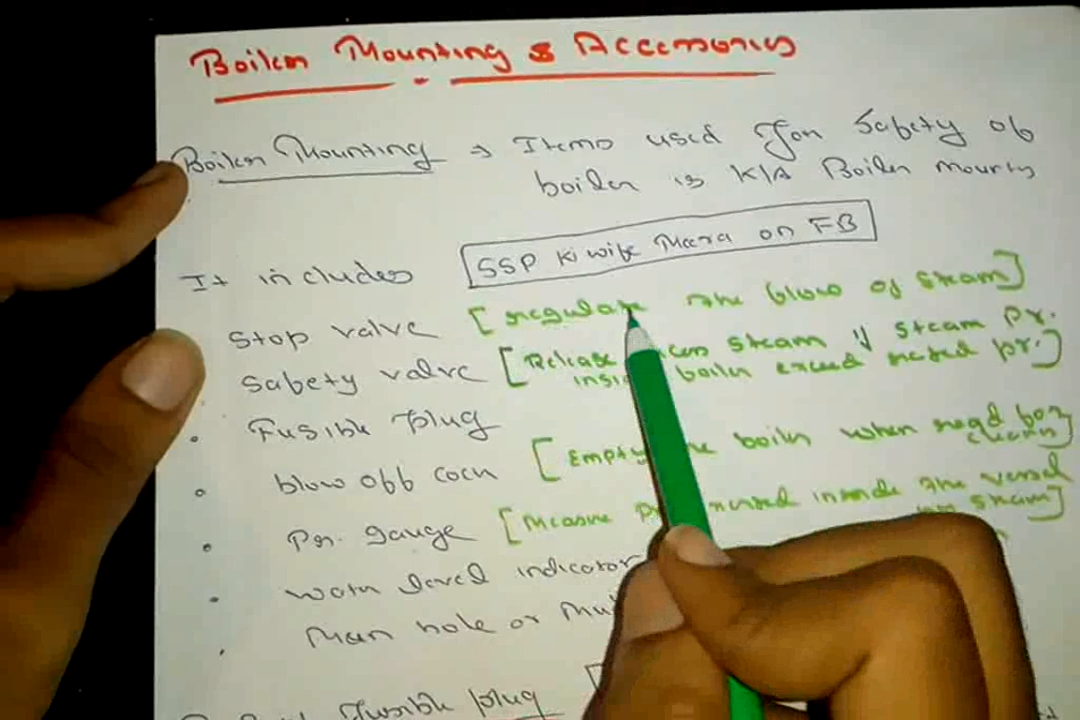 Boiler Mounting & Accessories
Boiler Mounting → Items used for Safety of
boiler is K/A Boiler mounting
SSP ki wife Mara on FB
It includes
Stop valve [regulate the flow of steam]
Safety valve [Release steam if steam pr.
inside boiler exceed rated pr.]
• Fusible plug
• blow off cock [Empty the boiler when need for
cleaning]
• Pr. gauge [Measure inside the vessel
steam]
• Water level indicator
• Man hole or
Fusible plug